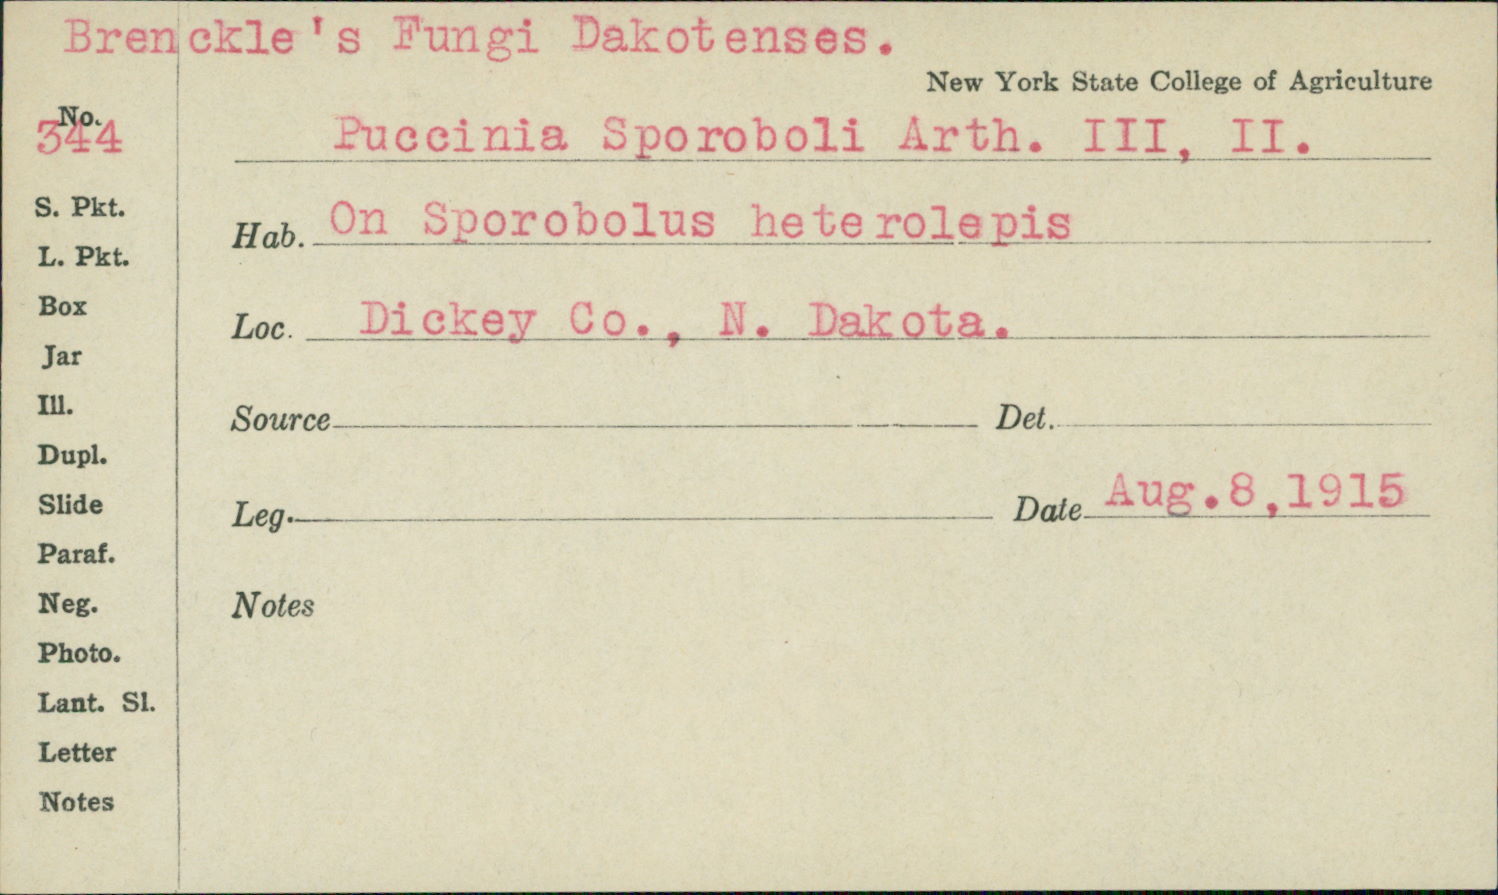 Brenckle's Fungi Dakotenses.
New York State College of Agriculture
No.
344 Puccinia Sporoboli Arth. III, II.
S. Pkt.
Hab. On Sporobolus heterolepis
L. Pkt.
Box
Loc. Dickey Co., N. Dakota.
Jar
Ill.
Source Det.
Dupl.
Slide
Leg. Date Aug.8,1915
Paraf.
Neg.
Notes
Photo.
Lant. Sl.
Letter
Notes